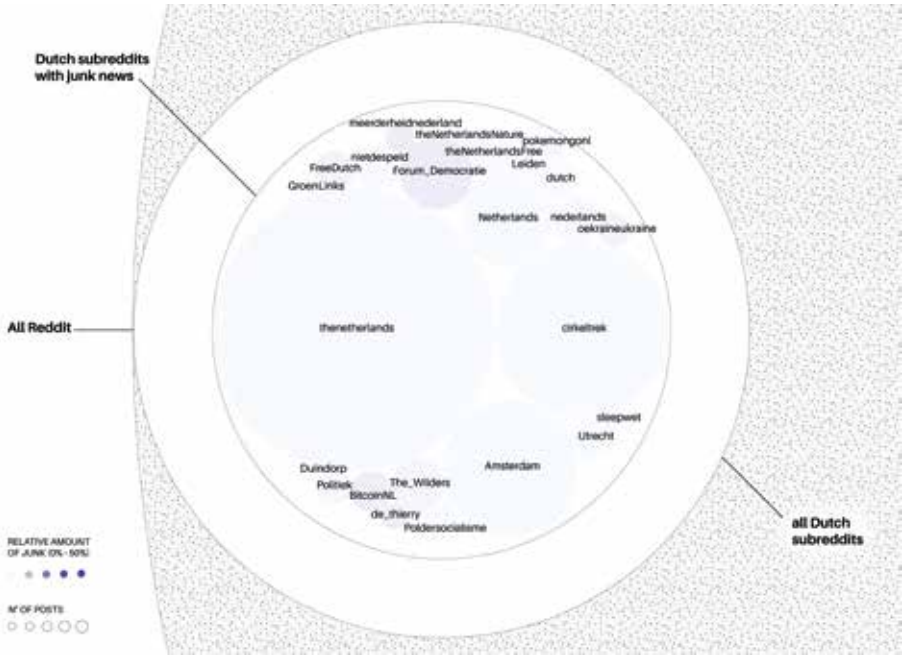 Dutch subreddits
with junk news
meerderheidnederland
theNetherlandsNature
pokemongonl
theNetherlandsFree
nietdespeld
Leiden
FreeDutch
Forum_Democratie
dutch
GroenLinks
Netherlands
nederlands
oekraineukraine
All Reddit
thenetherlands
cirkeltrek
sleepwet
Utrecht
Duindorp
Amsterdam
Politiek
The_Wilders
BitcoinNL
de_thierry
Poldersocialisme
all Dutch
subreddits
RELATIVE AMOUNT
OF JUNK (0% - 50%)
N° OF POSTS